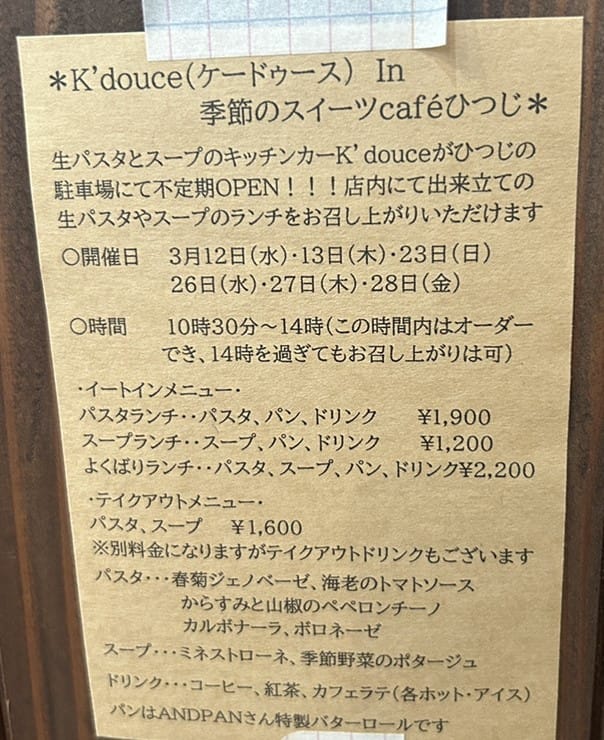 ＊K'douce(ケードゥース) In
季節のスイーツcaféひつじ＊
生パスタとスープのキッチンカーK'douceがひつじの
駐車場にて不定期OPEN！！！店内にて出来立ての
生パスタやスープのランチをお召し上がりいただけます
○開催日 3月12日(水)・13日(木)・23日(日)
26日(水)・27日(木)・28日(金)
○時間 10時30分～14時(この時間内はオーダー
でき、14時を過ぎてもお召し上がりは可)
・イートインメニュー・
パスタランチ‥パスタ、パン、ドリンク ¥1,900
スープランチ‥スープ、パン、ドリンク ¥1,200
よくばりランチ‥パスタ、スープ、パン、ドリンク¥2,200
・テイクアウトメニュー・
パスタ、スープ ¥1,600
※別料金になりますがテイクアウトドリンクもございます
パスタ･･･春菊ジェノベーゼ、海老のトマトソース
からすみと山椒のペペロンチーノ
カルボナーラ、ボロネーゼ
スープ･･･ミネストローネ、季節野菜のポタージュ
ドリンク･･･コーヒー、紅茶、カフェラテ(各ホット・アイス)
パンはANDPANさん特製バターロールです